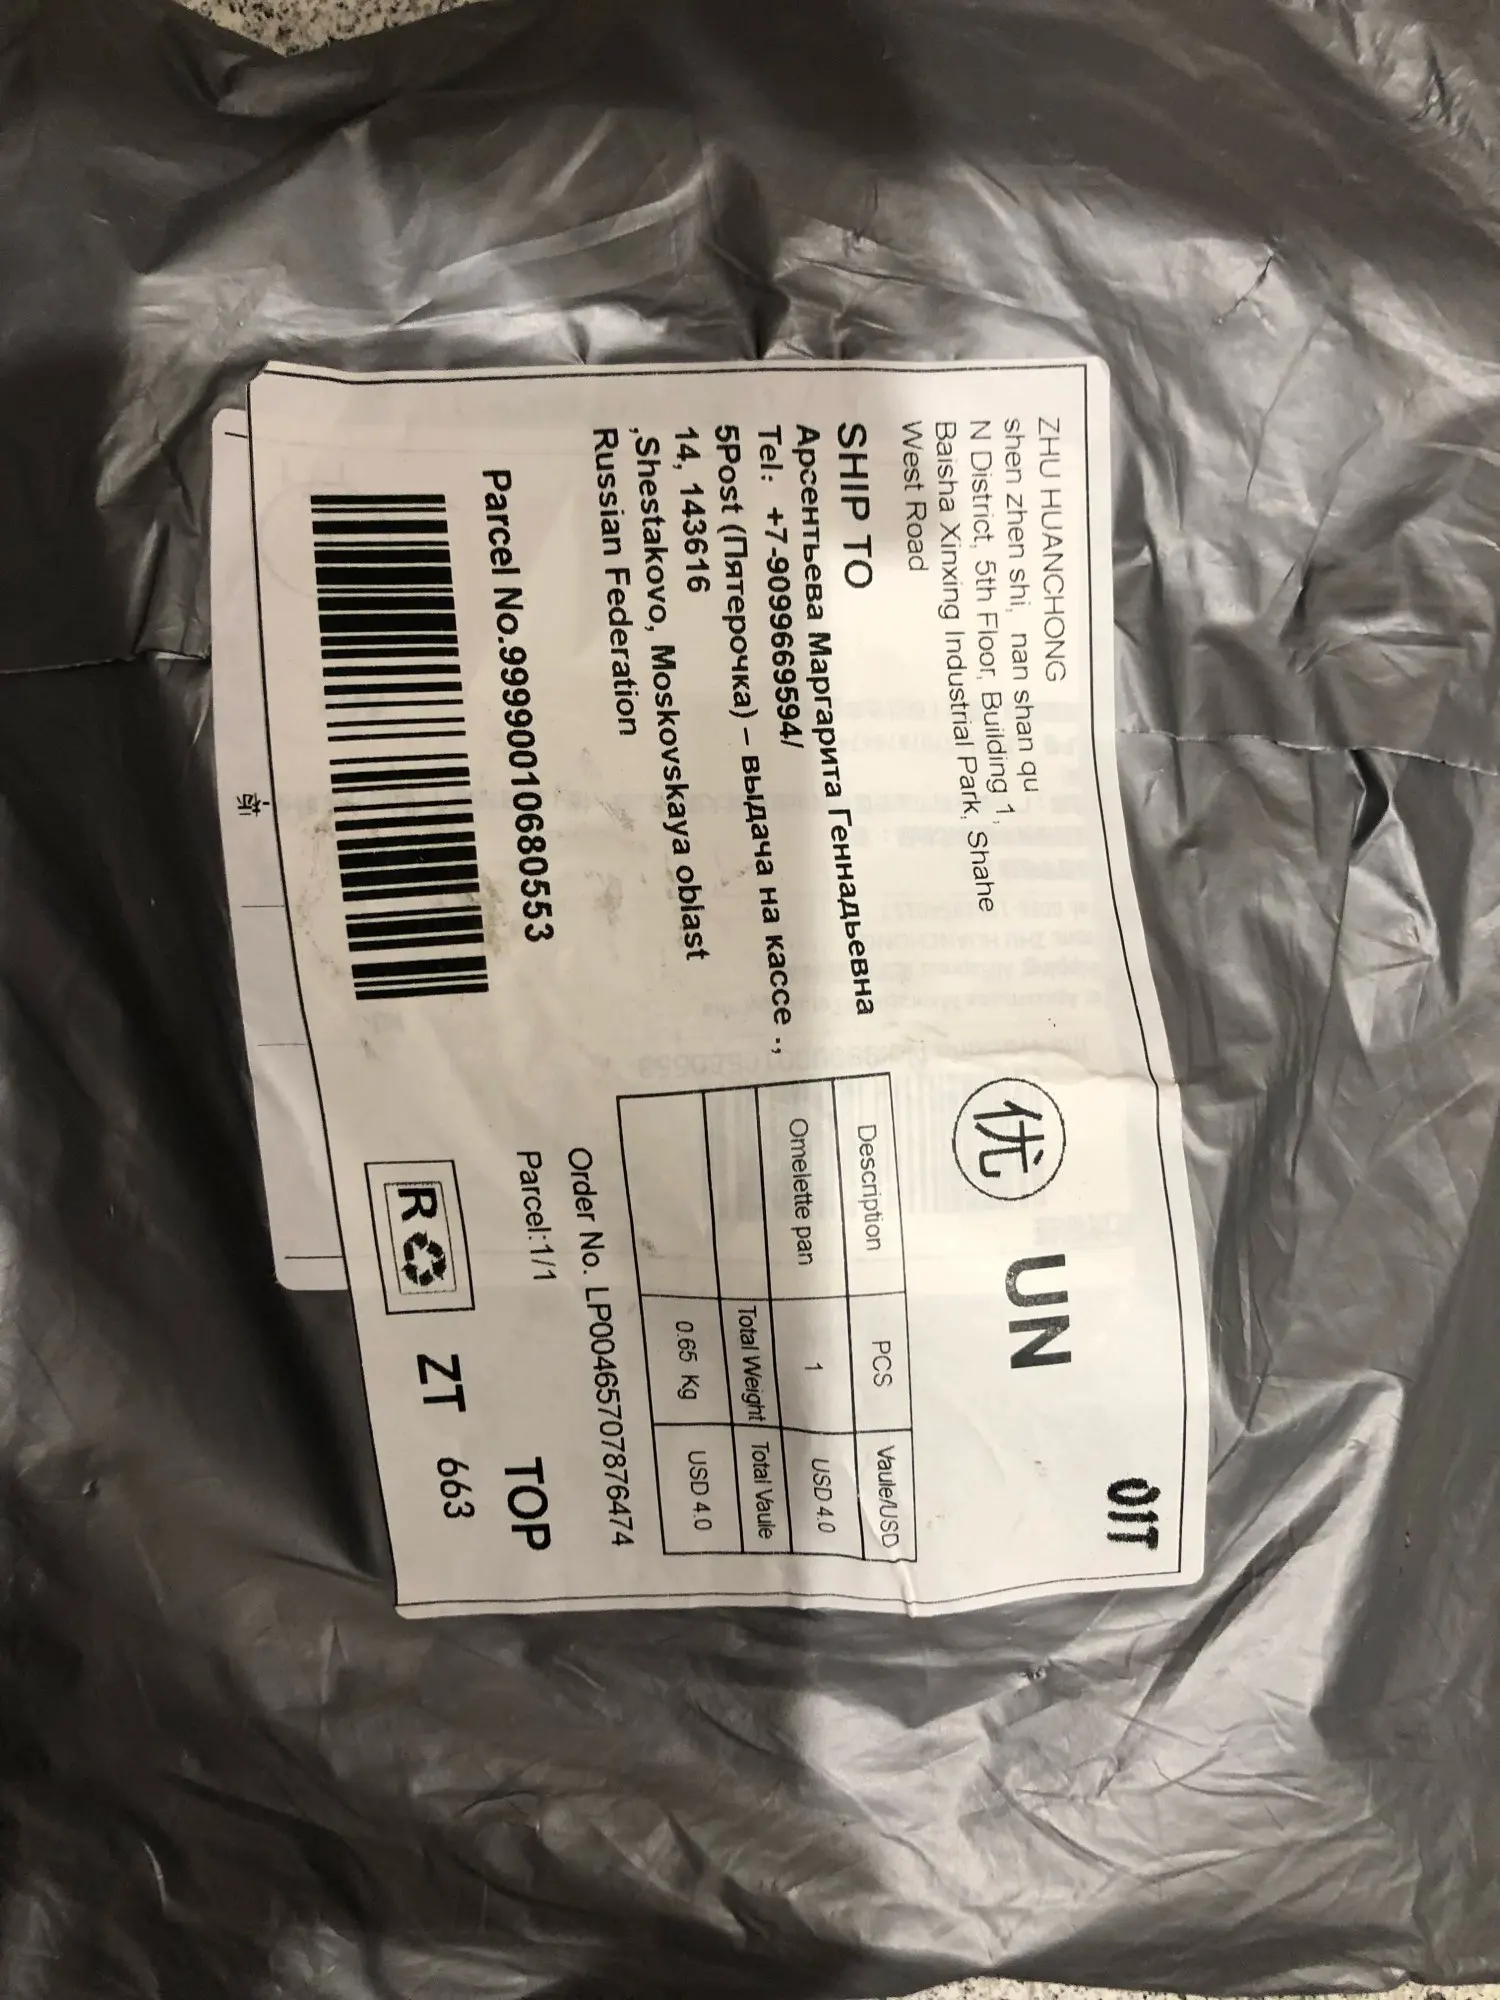 ZHU HUANCHONG
shen zhen shi, nan shan qu
N District, 5th Floor, Building 1,
Baisha Xinxing Industrial Park, Shahe
West Road
优
UN
01T
SHIP TO
Арсентьева Маргарита Геннадьевна
Tel: +7-9099669594/
5Post (Пятерочка) – выдача на кассе -,
14, 143616
,Shestakovo, Moskovskaya oblast
Russian Federation
Description PCS Vaule/USD
Omelette pan 1 USD 4.0
Total Weight Total Vaule
0.65 Kg USD 4.0
Order No. LP00465707876474
Parcel:1/1
TOP
Parcel No.99990010680553
R
ZT 663